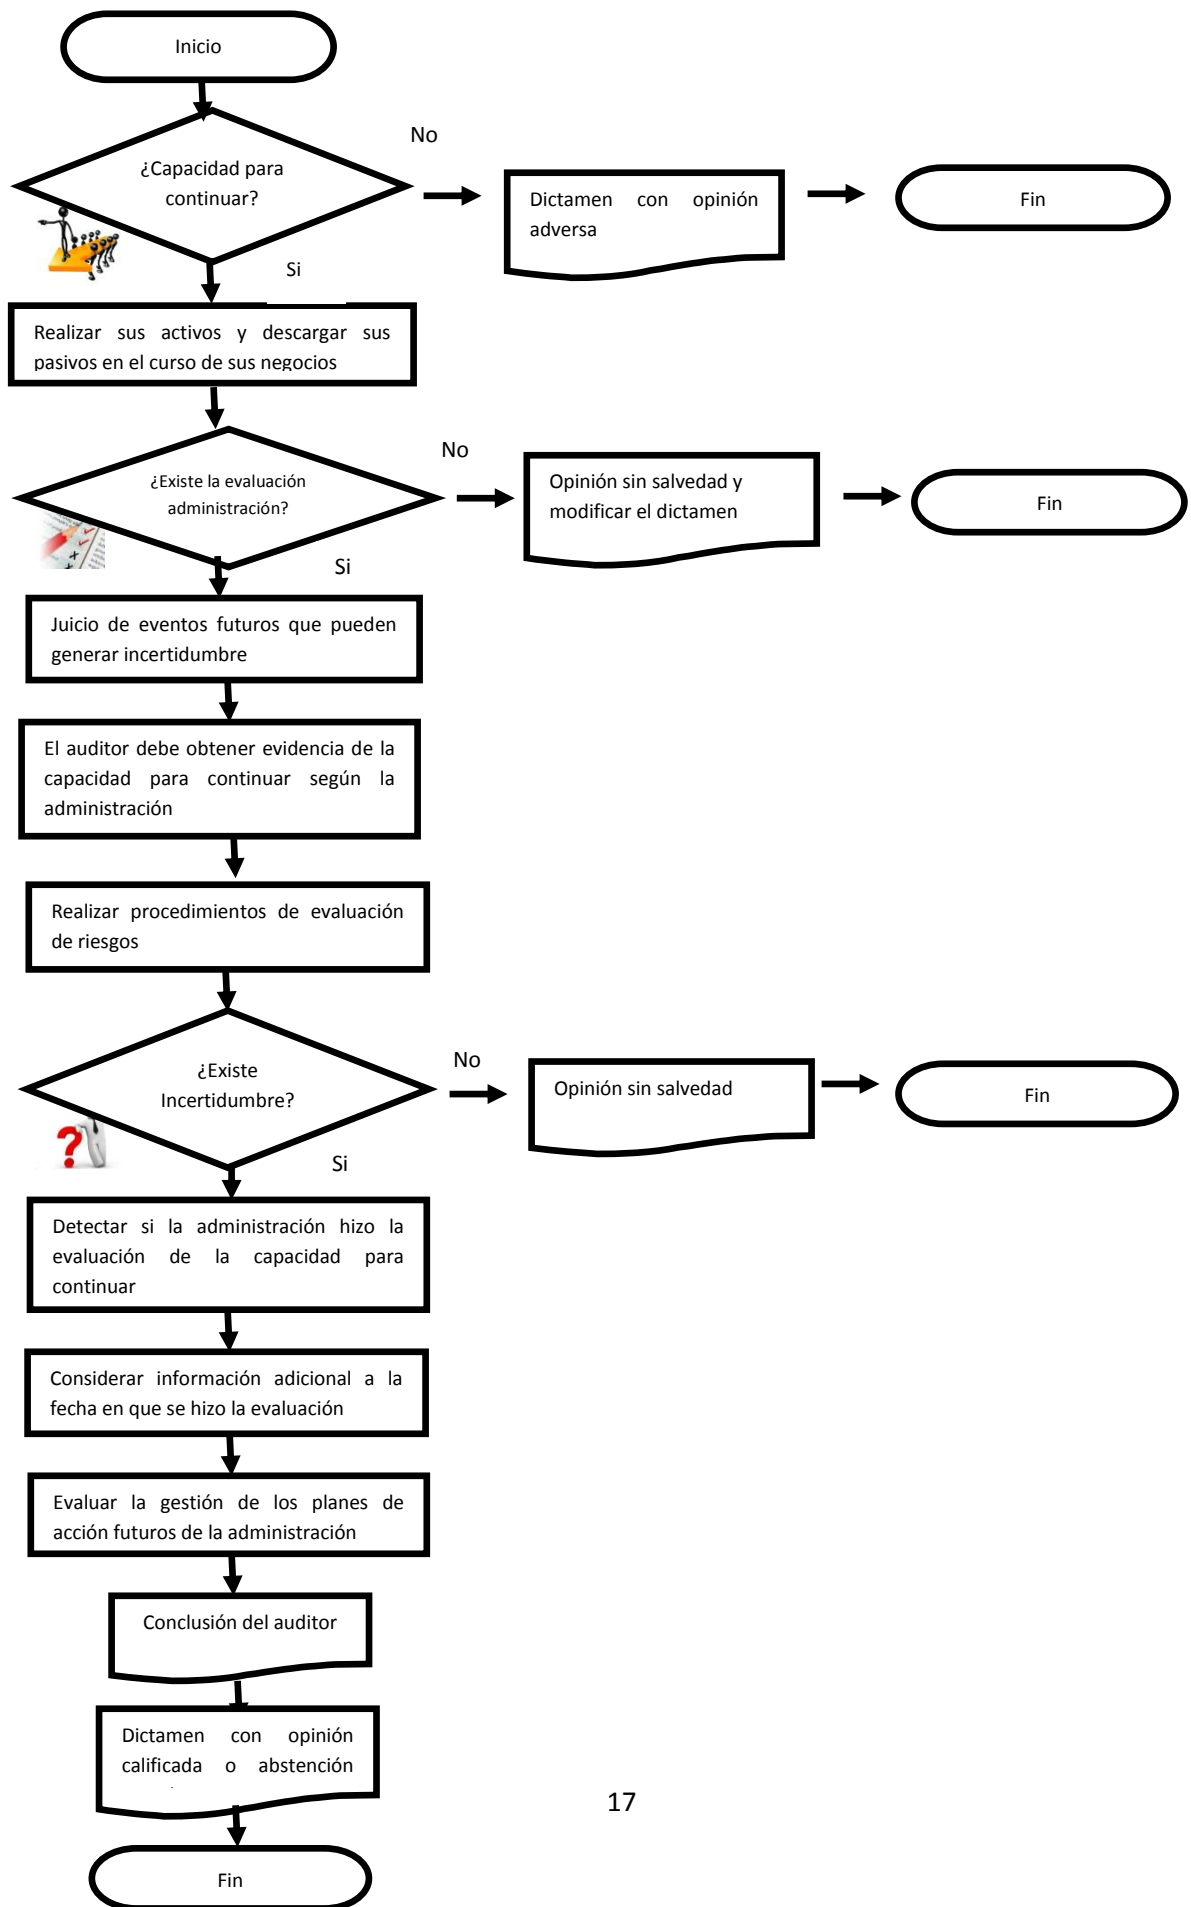 Inicio
No
¿Capacidad para
continuar?
Dictamen con opinión
adversa
Fin
Si
Realizar sus activos y descargar sus
pasivos en el curso de sus negocios
No
¿Existe la evaluación
administración?
Opinión sin salvedad y
modificar el dictamen
Fin
Si
Juicio de eventos futuros que pueden
generar incertidumbre
El auditor debe obtener evidencia de la
capacidad para continuar según la
administración
Realizar procedimientos de evaluación
de riesgos
No
¿Existe
Incertidumbre?
Opinión sin salvedad
Fin
Si
Detectar si la administración hizo la
evaluación de la capacidad para
continuar
Considerar información adicional a la
fecha en que se hizo la evaluación
Evaluar la gestión de los planes de
acción futuros de la administración
Conclusión del auditor
Dictamen con opinión
calificada o abstención
17
Fin